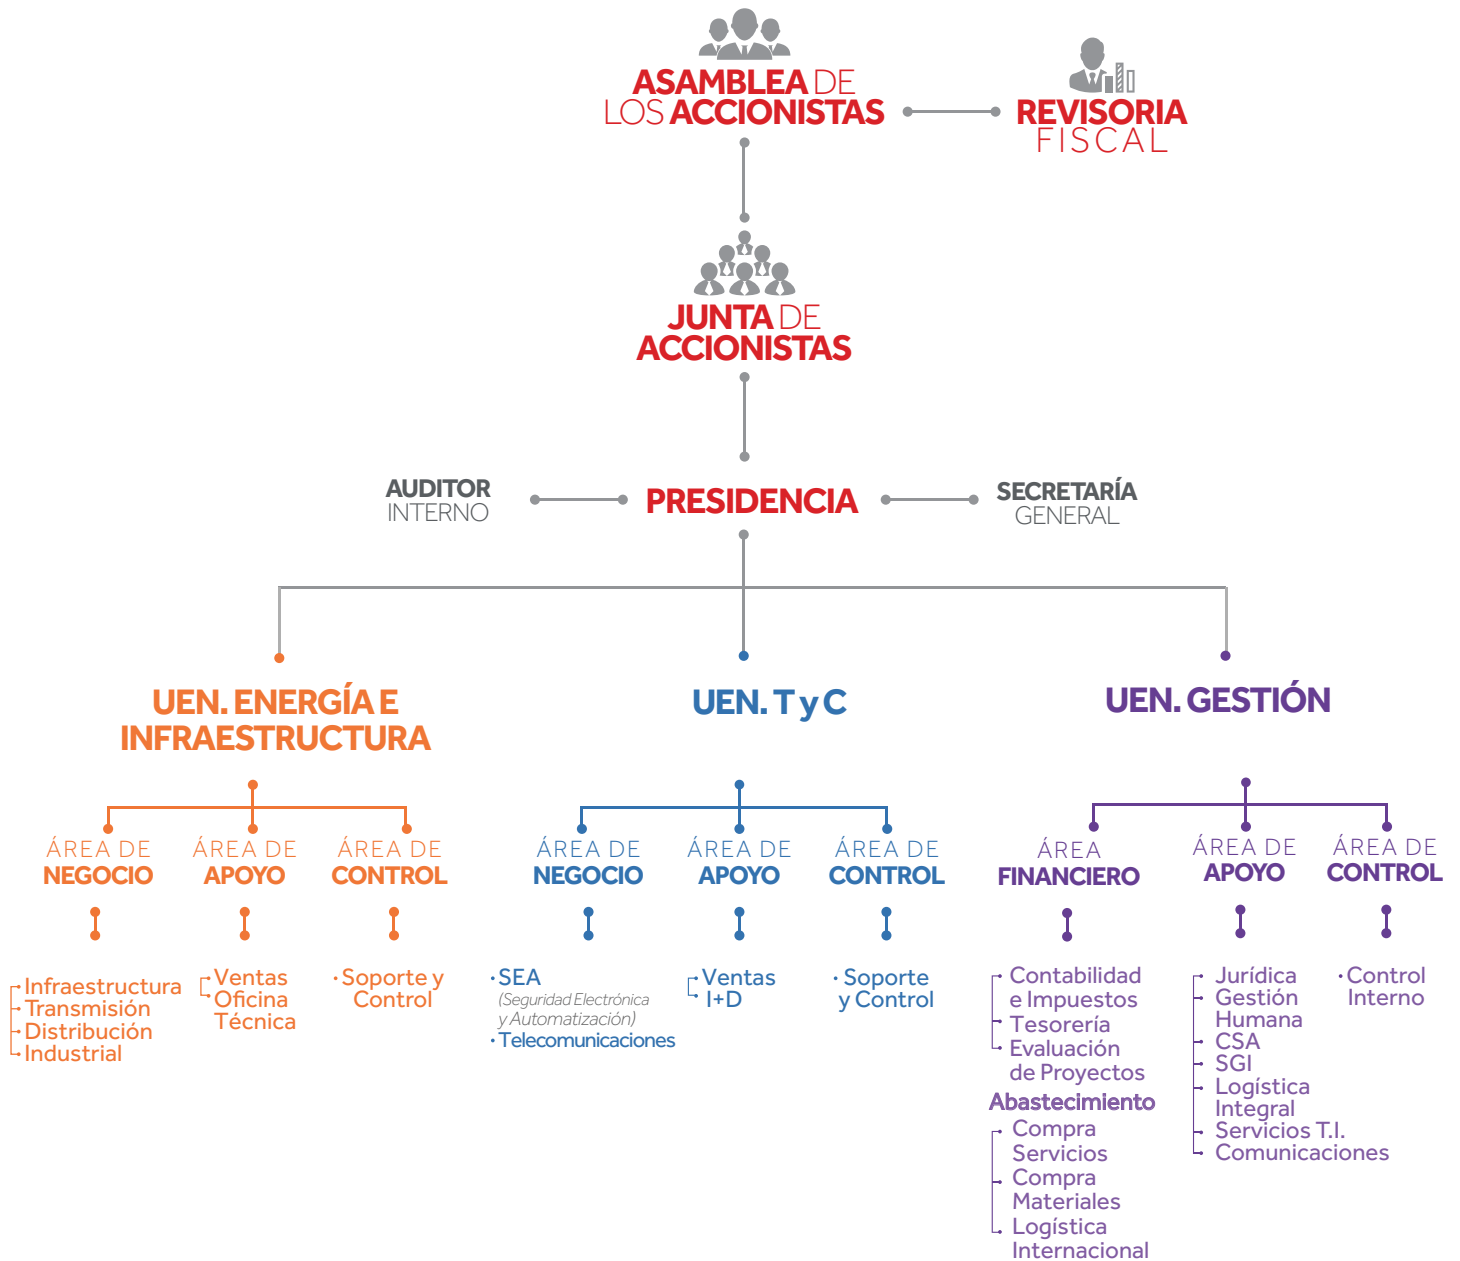 ASAMBLEA DE
LOS ACCIONISTAS
REVISORIA
FISCAL
JUNTA DE
ACCIONISTAS
AUDITOR
INTERNO
PRESIDENCIA
SECRETARÍA
GENERAL
UEN. ENERGÍA E
INFRAESTRUCTURA
ÁREA DE
NEGOCIO
Infraestructura
Transmisión
Distribución
Industrial
ÁREA DE
APOYO
Ventas
Oficina
Técnica
ÁREA DE
CONTROL
· Soporte y
Control
UEN. T y C
ÁREA DE
NEGOCIO
· SEA
(Seguridad Electrónica
y Automatización)
· Telecomunicaciones
ÁREA DE
APOYO
Ventas
I+D
ÁREA DE
CONTROL
· Soporte
y Control
UEN. GESTIÓN
ÁREA
FINANCIERO
Contabilidad
e Impuestos
Tesorería
Evaluación
de Proyectos
Abastecimiento
Compra
Servicios
Compra
Materiales
Logística
Internacional
ÁREA DE
APOYO
Jurídica
Gestión
Humana
CSA
SGI
Logística
Integral
Servicios T.I.
Comunicaciones
ÁREA DE
CONTROL
· Control
Interno